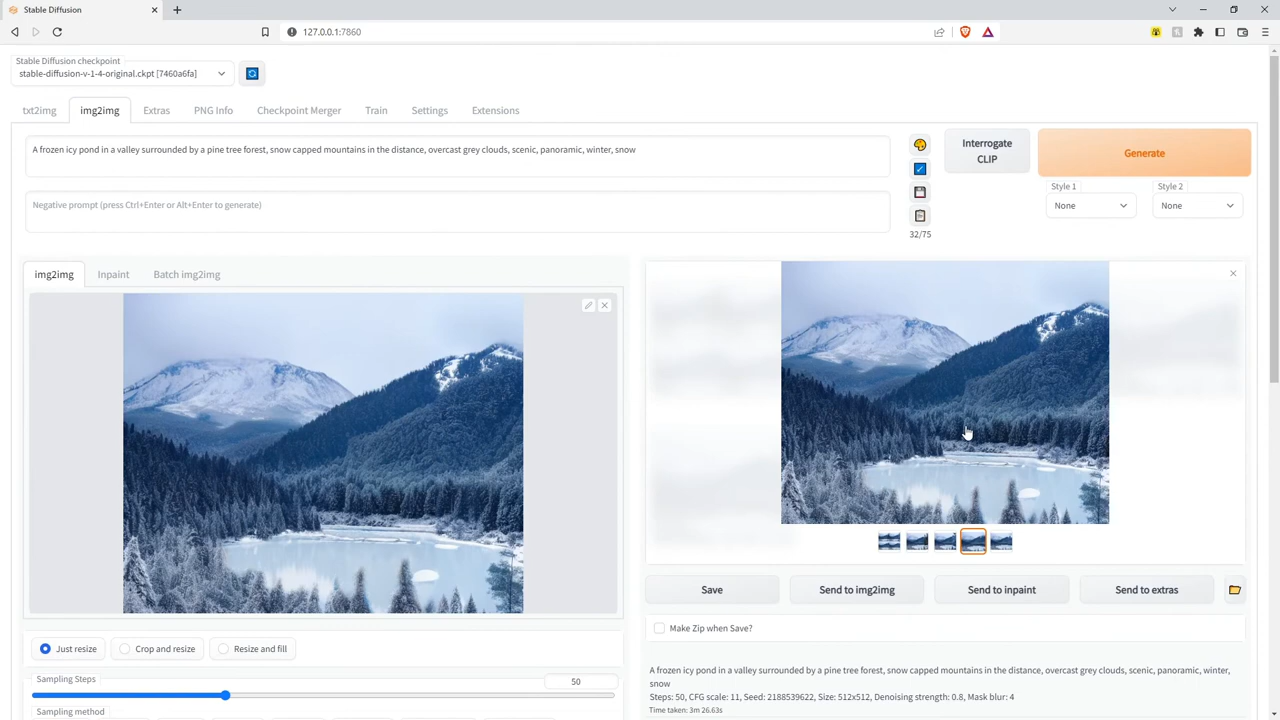 Stable Diffusion
127.0.0.1:7860
Stable Diffusion checkpoint
stable-diffusion-v-1-4-original.ckpt [7460a6fa]
txt2img
img2img
Extras
PNG Info
Checkpoint Merger
Train
Settings
Extensions
A frozen icy pond in a valley surrounded by a pine tree forest, snow capped mountains in the distance, overcast grey clouds, scenic, panoramic, winter, snow
Interrogate
CLIP
Generate
Style 1
Style 2
None
None
Negative prompt (press Ctrl+Enter or Alt+Enter to generate)
32/75
img2img
Inpaint
Batch img2img
Save
Send to img2img
Send to inpaint
Send to extras
Make Zip when Save?
Just resize
Crop and resize
Resize and fill
Sampling Steps
50
Sampling method
A frozen icy pond in a valley surrounded by a pine tree forest, snow capped mountains in the distance, overcast grey clouds, scenic, panoramic, winter,
snow
Steps: 50, CFG scale: 11, Seed: 2188539622, Size: 512x512, Denoising strength: 0.8, Mask blur: 4
Time taken: 3m 26.63s